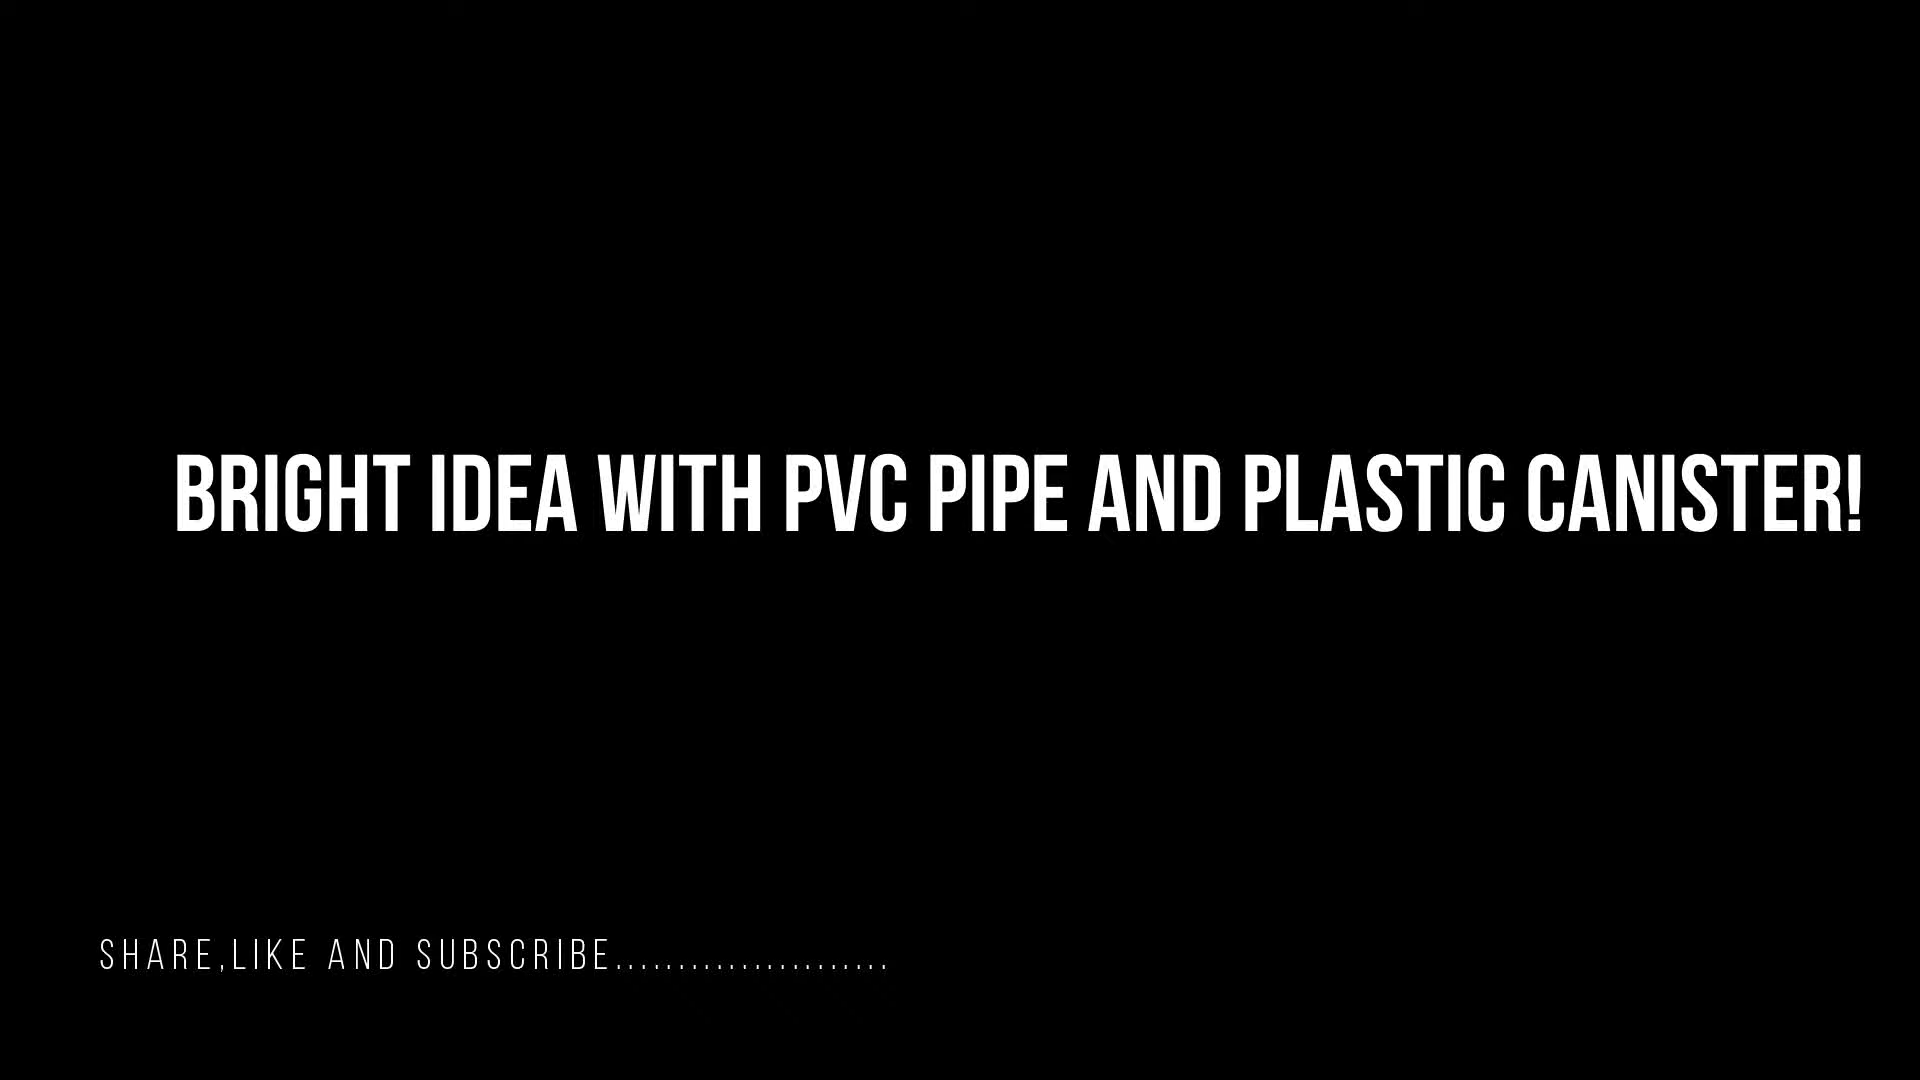 BRIGHT IDEA WITH PVC PIPE AND PLASTIC CANISTER!
SHARE,LIKE AND SUBSCRIBE......................